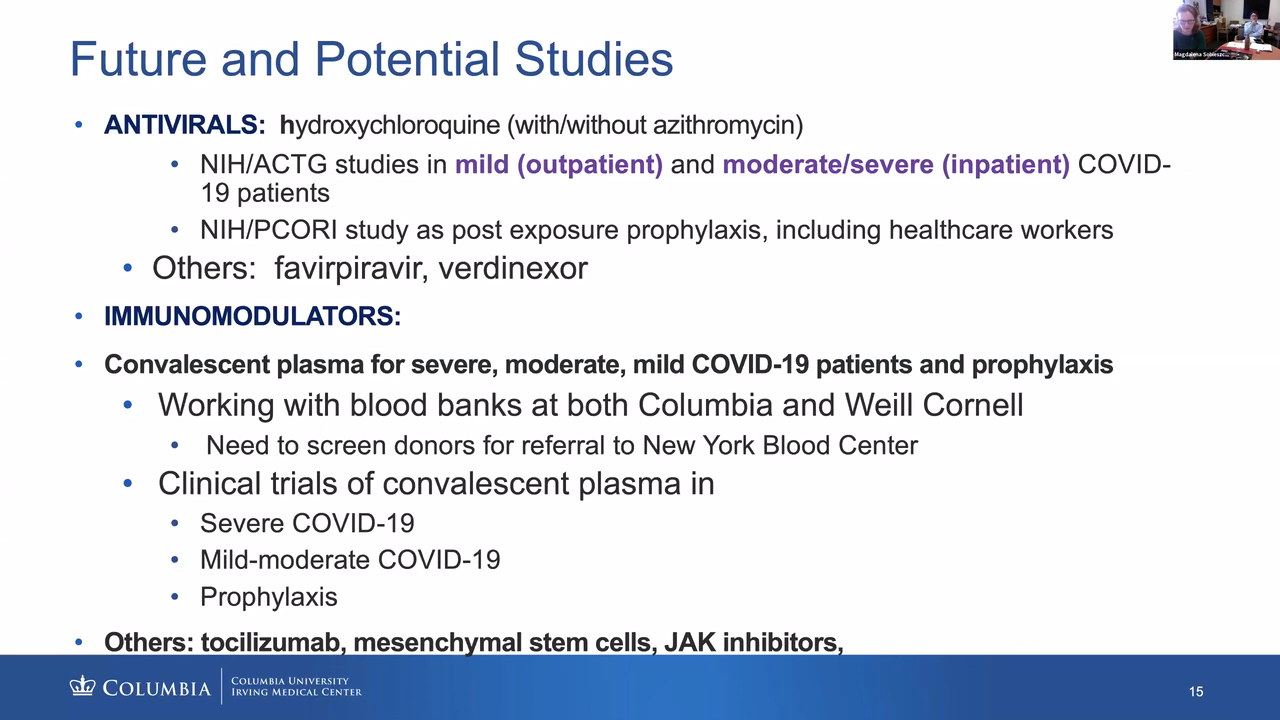 Future and Potential Studies
• ANTIVIRALS: hydroxychloroquine (with/without azithromycin)
• NIH/ACTG studies in mild (outpatient) and moderate/severe (inpatient) COVID-
19 patients
• NIH/PCORI study as post exposure prophylaxis, including healthcare workers
• Others: favirpiravir, verdinexor
• IMMUNOMODULATORS:
• Convalescent plasma for severe, moderate, mild COVID-19 patients and prophylaxis
• Working with blood banks at both Columbia and Weill Cornell
• Need to screen donors for referral to New York Blood Center
• Clinical trials of convalescent plasma in
• Severe COVID-19
• Mild-moderate COVID-19
• Prophylaxis
• Others: tocilizumab, mesenchymal stem cells, JAK inhibitors,
COLUMBIA
COLUMBIA UNIVERSITY
IRVING MEDICAL CENTER
15
Magdalena